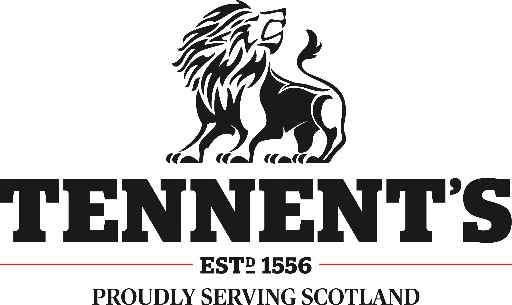 TENNENT'S
ESTD 1556
PROUDLY SERVING SCOTLAND